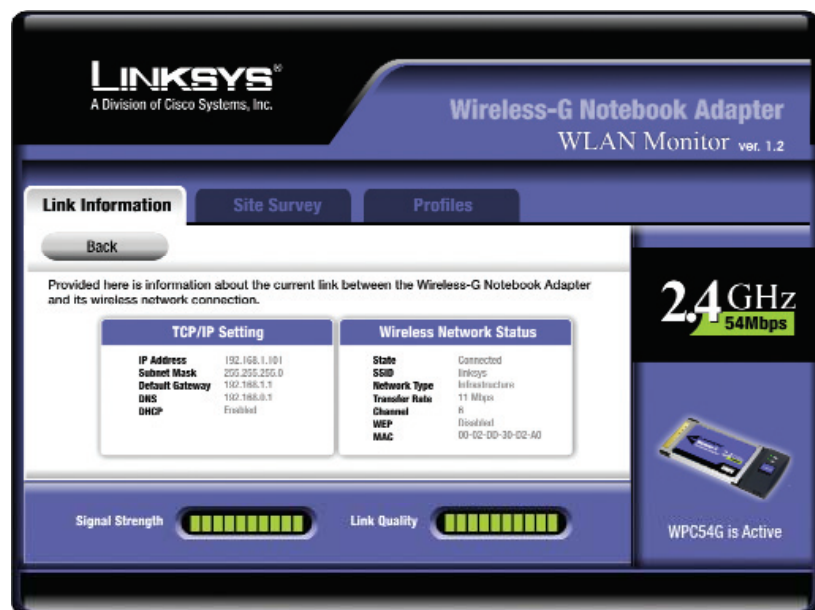 LINKSYS®
A Division of Cisco Systems, Inc.
Wireless-G Notebook Adapter
WLAN Monitor ver. 1.2
Link Information
Site Survey
Profiles
Back
Provided here is information about the current link between the Wireless-G Notebook Adapter
and its wireless network connection.
2.4 GHz
54Mbps
TCP/IP Setting
IP Address 192.168.1.101
Subnet Mask 255.255.255.0
Default Gateway 192.168.1.1
DNS 192.168.0.1
DHCP Enabled
Wireless Network Status
State Connected
SSID linksys
Network Type Infrastructure
Transfer Rate 11 Mbps
Channel 6
WEP Disabled
MAC 00-02-DD-30-D2-A0
Signal Strength
Link Quality
WPC54G is Active